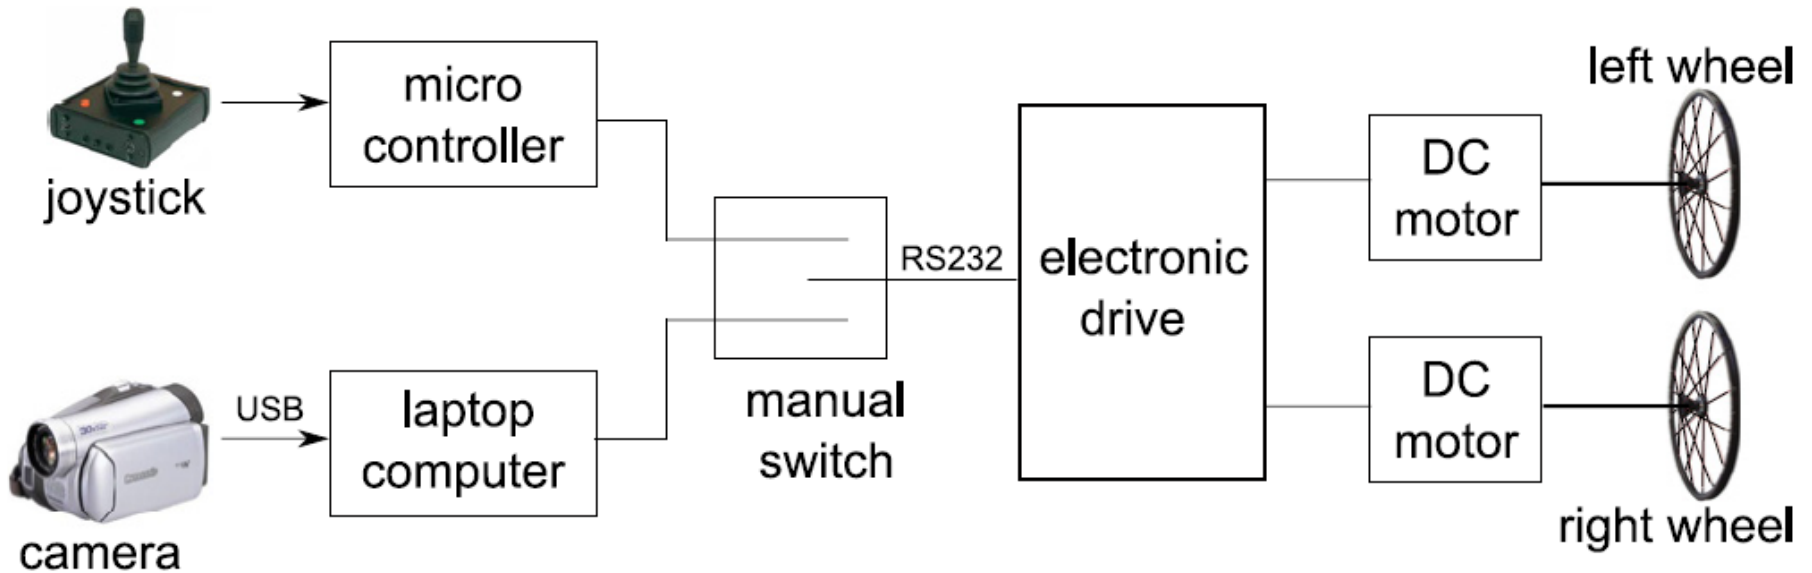 joystick
micro
controller
camera
USB
laptop
computer
manual
switch
RS232
electronic
drive
DC
motor
left wheel
DC
motor
right wheel